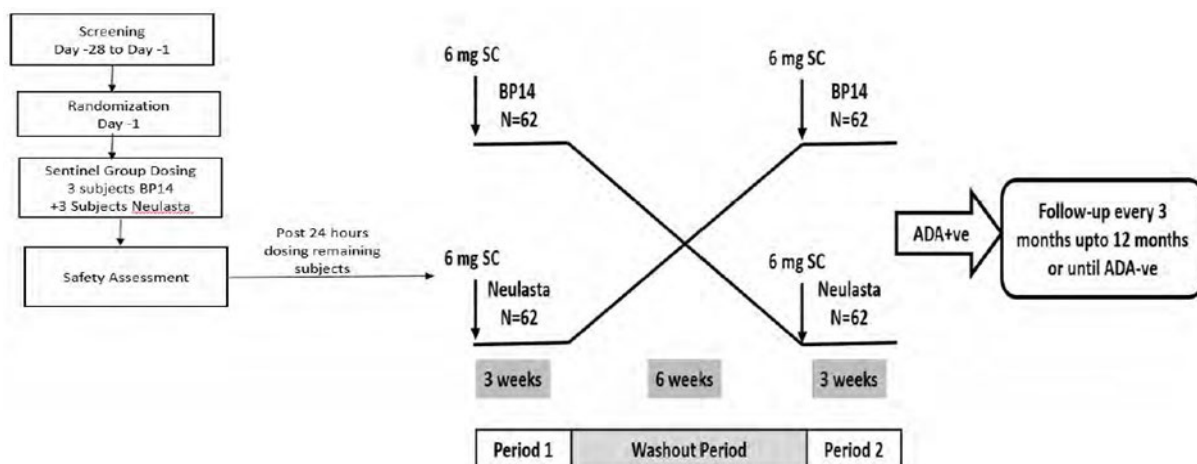 Screening
Day -28 to Day -1
Randomization
Day -1
Sentinel Group Dosing
3 subjects BP14
+3 Subjects Neulasta
Safety Assessment
Post 24 hours
dosing remaining
subjects
6 mg SC
BP14
N=62
6 mg SC
Neulasta
N=62
6 mg SC
BP14
N=62
6 mg SC
Neulasta
N=62
3 weeks
6 weeks
3 weeks
Period 1
Washout Period
Period 2
ADA+ve
Follow-up every 3
months upto 12 months
or until ADA-ve